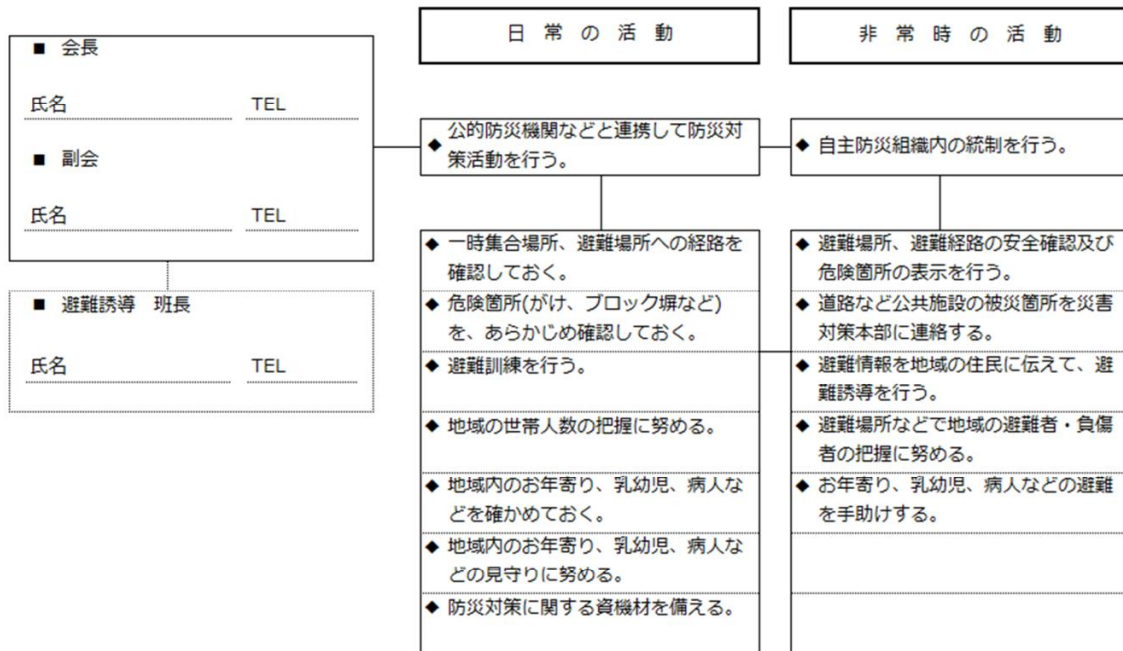 日常の活動
非常時の活動
■ 会長
氏名 TEL
■ 副会
氏名 TEL
■ 避難誘導 班長
氏名 TEL
◆ 公的防災機関などと連携して防災対
策活動を行う。
◆ 自主防災組織内の統制を行う。
◆ 一時集合場所、避難場所への経路を
確認しておく。
◆ 危険箇所(がけ、ブロック塀など)
を、あらかじめ確認しておく。
◆ 避難訓練を行う。
◆ 地域の世帯人数の把握に努める。
◆ 地域内のお年寄り、乳幼児、病人な
どを確かめておく。
◆ 地域内のお年寄り、乳幼児、病人な
どの見守りに努める。
◆ 防災対策に関する資機材を備える。
◆ 避難場所、避難経路の安全確認及び
危険箇所の表示を行う。
◆ 道路など公共施設の被災箇所を災害
対策本部に連絡する。
◆ 避難情報を地域の住民に伝えて、避
難誘導を行う。
◆ 避難場所などで地域の避難者・負傷
者の把握に努める。
◆ お年寄り、乳幼児、病人などの避難
を手助けする。